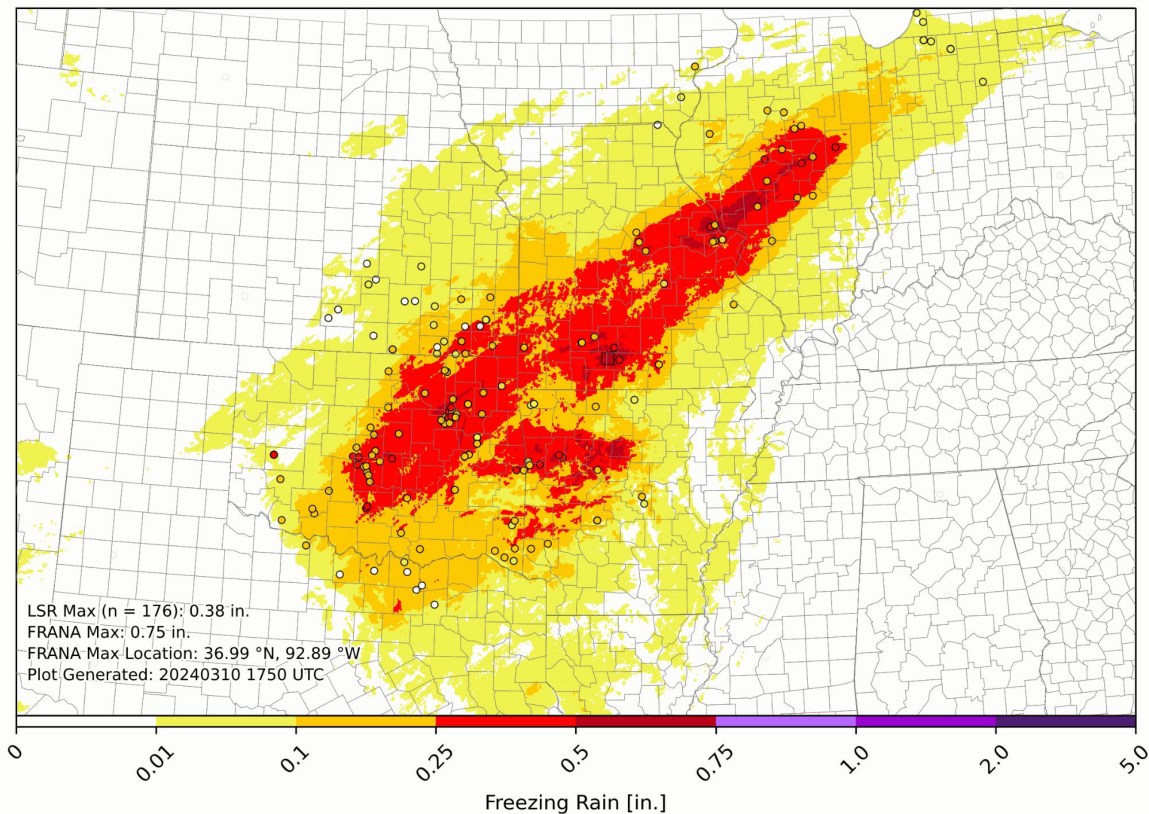 LSR Max (n = 176): 0.38 in.
FRANA Max: 0.75 in.
FRANA Max Location: 36.99 °N, 92.89 °W
Plot Generated: 20240310 1750 UTC
0 0.01 0.1 0.25 0.5 0.75 1.0 2.0 5.0
Freezing Rain [in.]